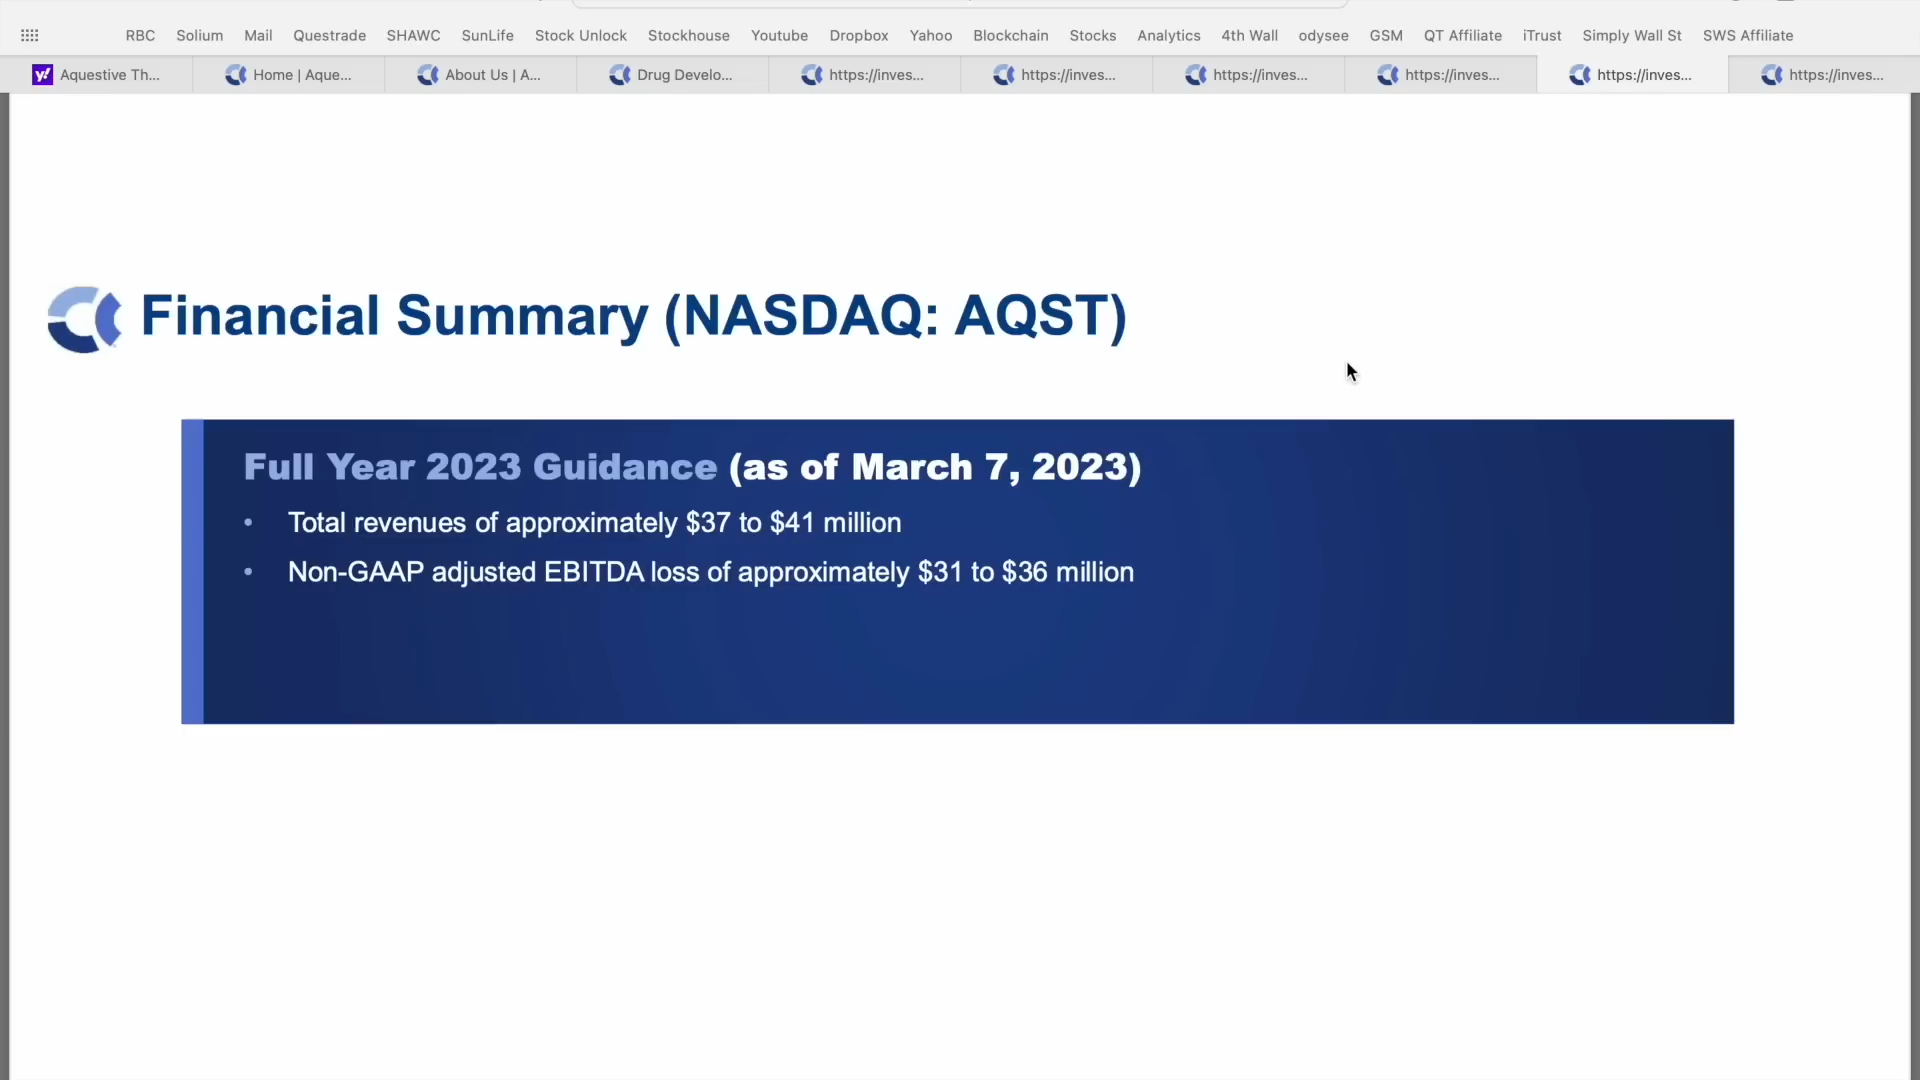 RBC Solium Mail Questrade SHAWC SunLife Stock Unlock Stockhouse Youtube Dropbox Yahoo Blockchain Stocks Analytics 4th Wall odysee GSM QT Affiliate iTrust Simply Wall St SWS Affiliate
y! Aquestive Th... Home | Aque... About Us | A... Drug Develo... https://inves... https://inves... https://inves... https://inves... https://inves... https://inves...
Financial Summary (NASDAQ: AQST)
Full Year 2023 Guidance (as of March 7, 2023)
• Total revenues of approximately $37 to $41 million
• Non-GAAP adjusted EBITDA loss of approximately $31 to $36 million